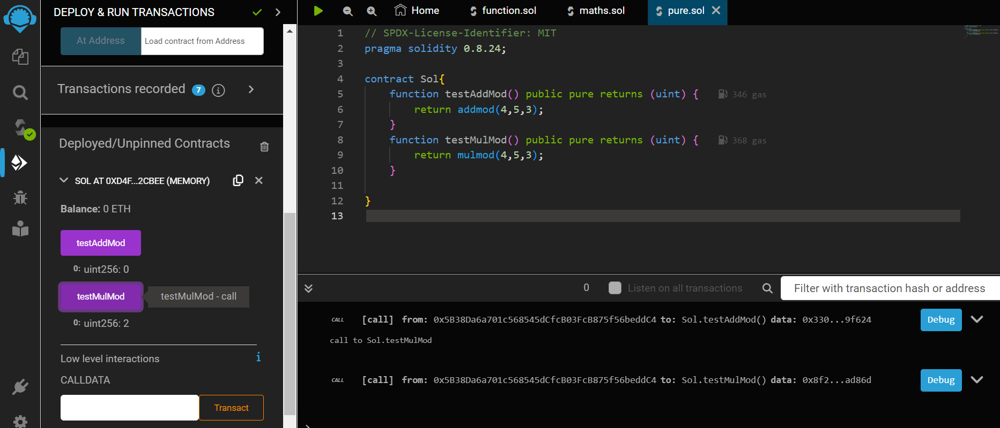 DEPLOY & RUN TRANSACTIONS
At Address
Load contract from Address
Transactions recorded 7 i
Deployed/Unpinned Contracts
SOL AT 0XD4F...2CBEE (MEMORY)
Balance: 0 ETH
testAddMod
0: uint256: 0
testMulMod
testMulMod - call
0: uint256: 2
Low level interactions
i
CALLDATA
Transact
Home
function.sol
maths.sol
pure.sol
1 // SPDX-License-Identifier: MIT
2 pragma solidity 0.8.24;
3
4 contract Sol{
5 function testAddMod() public pure returns (uint) { 346 gas
6 return addmod(4,5,3);
7 }
8 function testMulMod() public pure returns (uint) { 368 gas
9 return mulmod(4,5,3);
10 }
11
12 }
13
0
Listen on all transactions
Filter with transaction hash or address
CALL [call] from: 0x5B38Da6a701c568545dCfcB03FcB875f56beddC4 to: Sol.testAddMod() data: 0x330...9f624
Debug
call to Sol.testMulMod
CALL [call] from: 0x5B38Da6a701c568545dCfcB03FcB875f56beddC4 to: Sol.testMulMod() data: 0x8f2...ad86d
Debug
>